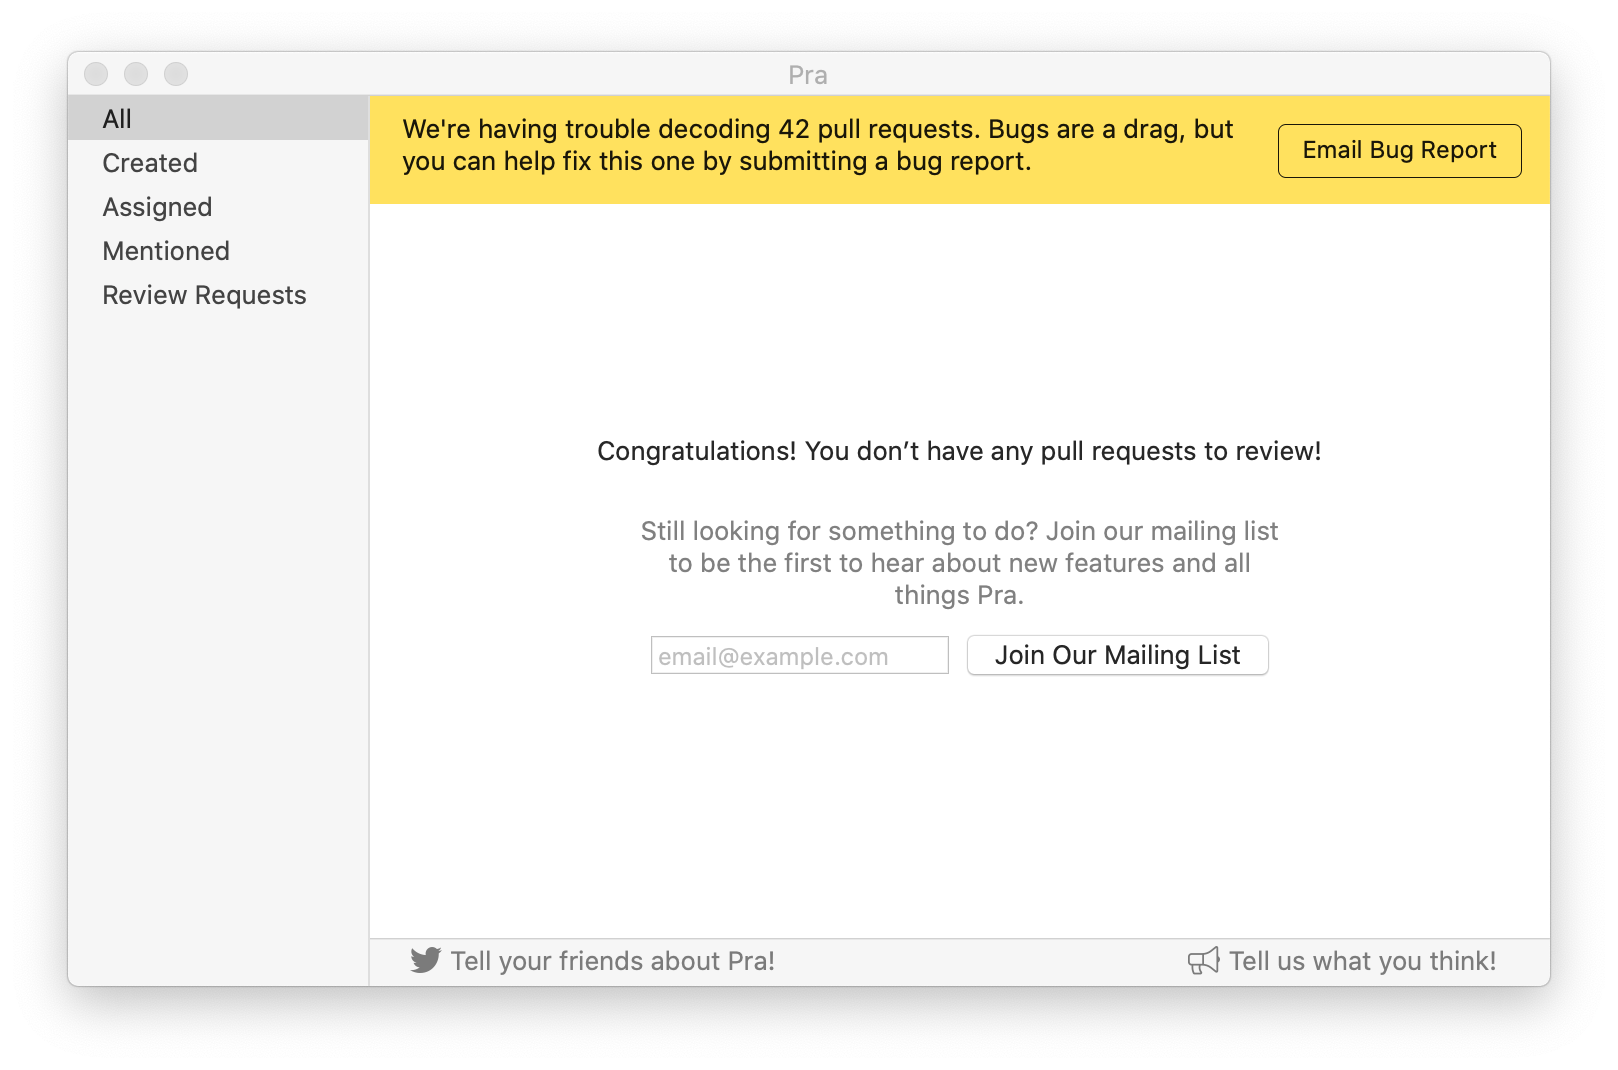 Pra
All
Created
Assigned
Mentioned
Review Requests
We're having trouble decoding 42 pull requests. Bugs are a drag, but
you can help fix this one by submitting a bug report.
Email Bug Report
Congratulations! You don’t have any pull requests to review!
Still looking for something to do? Join our mailing list
to be the first to hear about new features and all
things Pra.
email@example.com
Join Our Mailing List
Tell your friends about Pra!
Tell us what you think!